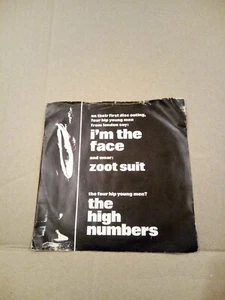 on their first disc outing,
four hip young men
from london say:
i'm the
face
and wear:
zoot suit
the four hip young men?
the
high
numbers